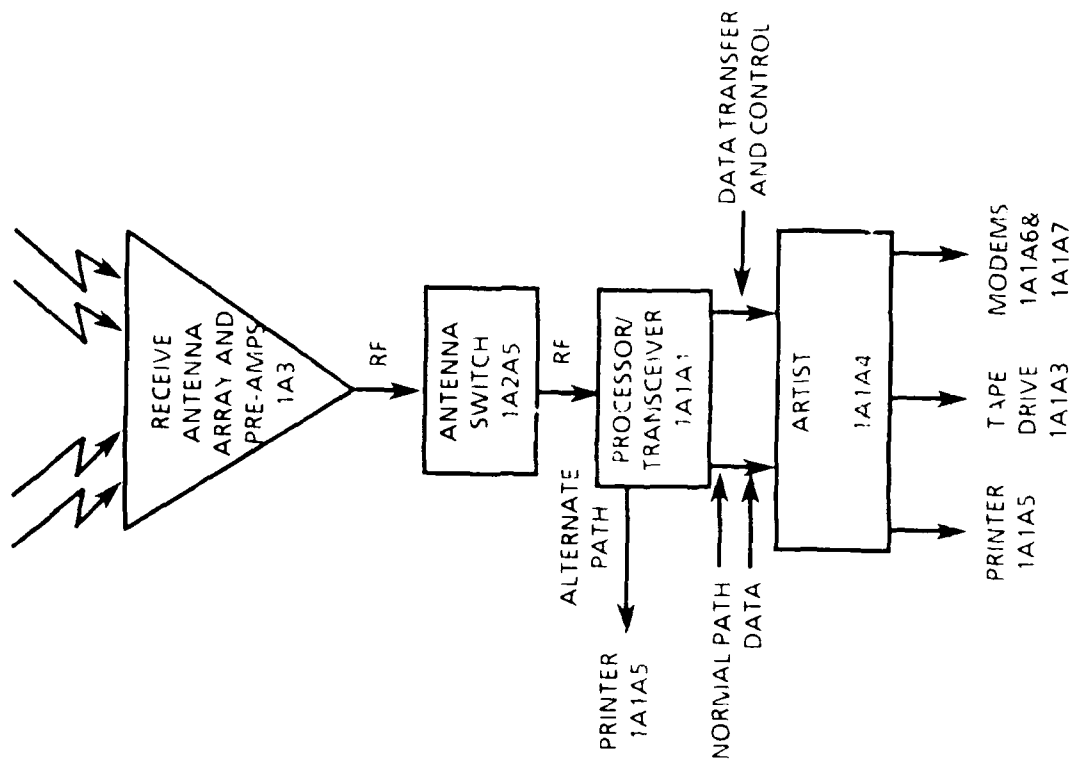 RECEIVE
ANTENNA
ARRAY AND
PRE-AMPS
1A3
RF
ANTENNA
SWITCH
1A2A5
RF
ALTERNATE
PATH
PROCESSOR/
TRANSCEIVER
1A1A1
PRINTER
1A1A5
NORMAL PATH
DATA
DATA TRANSFER
AND CONTROL
ARTIST
1A1A4
PRINTER
1A1A5
TAPE
DRIVE
1A1A3
MODEMS
1A1A6&
1A1A7